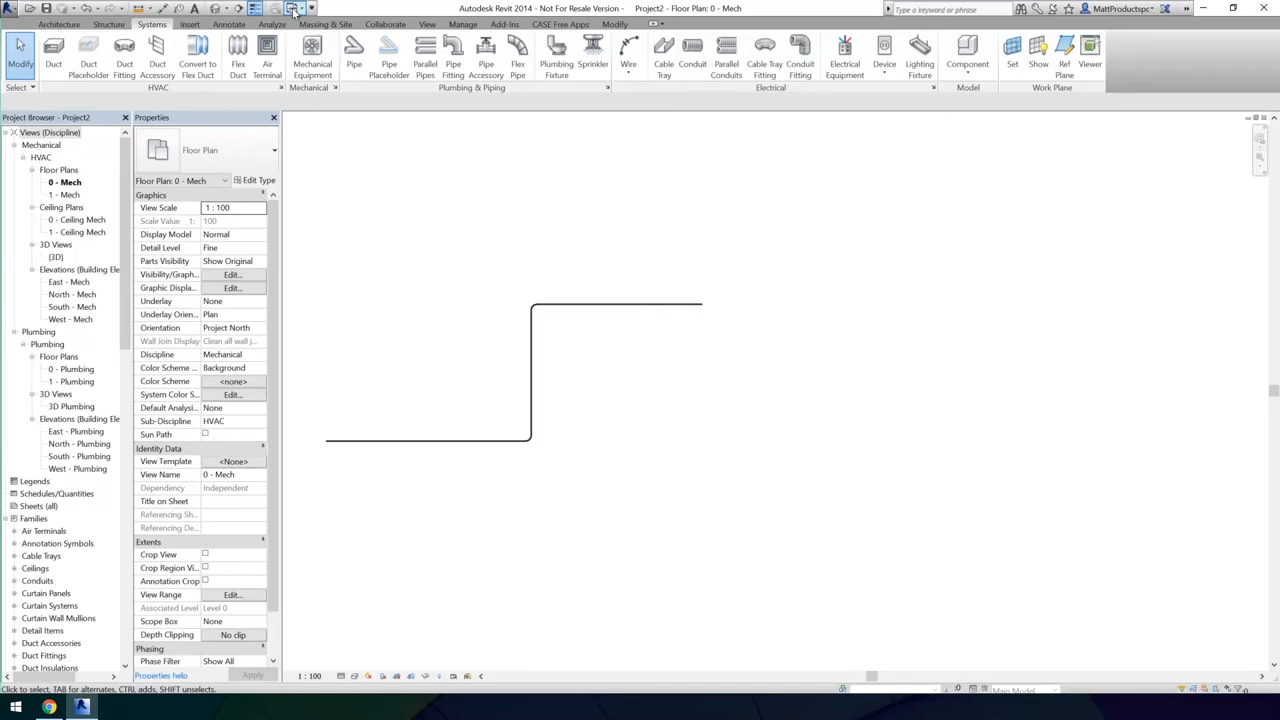 Autodesk Revit 2014 - Not For Resale Version - Project2 - Floor Plan: 0 - Mech
Type a keyword or phrase
MattProductspc...
Architecture Structure Systems Insert Annotate Analyze Massing & Site Collaborate View Manage Add-Ins CASE Free Apps Modify
Modify Duct Duct Placeholder Duct Fitting Duct Accessory Convert to Flex Duct Flex Duct Air Terminal Mechanical Equipment Pipe Pipe Placeholder Parallel Pipes Pipe Fitting Pipe Accessory Flex Pipe Plumbing Fixture Sprinkler Wire Cable Tray Conduit Parallel Conduits Cable Tray Fitting Conduit Fitting Electrical Equipment Device Lighting Fixture Component Set Show Ref Plane Viewer
Select HVAC Mechanical Plumbing & Piping Electrical Model Work Plane
Project Browser - Project2
Views (Discipline)
Mechanical
HVAC
Floor Plans
0 - Mech
1 - Mech
Ceiling Plans
0 - Ceiling Mech
1 - Ceiling Mech
3D Views
{3D}
Elevations (Building Ele
East - Mech
North - Mech
South - Mech
West - Mech
Plumbing
Plumbing
Floor Plans
0 - Plumbing
1 - Plumbing
3D Views
3D Plumbing
Elevations (Building Ele
East - Plumbing
North - Plumbing
South - Plumbing
West - Plumbing
Legends
Schedules/Quantities
Sheets (all)
Families
Air Terminals
Annotation Symbols
Cable Trays
Ceilings
Conduits
Curtain Panels
Curtain Systems
Curtain Wall Mullions
Detail Items
Duct Accessories
Duct Fittings
Duct Insulations
Properties
Floor Plan
Floor Plan: 0 - Mech Edit Type
Graphics
View Scale 1 : 100
Scale Value 1: 100
Display Model Normal
Detail Level Fine
Parts Visibility Show Original
Visibility/Graph... Edit...
Graphic Displa... Edit...
Underlay None
Underlay Orien... Plan
Orientation Project North
Wall Join Display Clean all wall j...
Discipline Mechanical
Color Scheme ... Background
Color Scheme <none>
System Color S... Edit...
Default Analysi... None
Sub-Discipline HVAC
Sun Path
Identity Data
View Template <None>
View Name 0 - Mech
Dependency Independent
Title on Sheet
Referencing Sh...
Referencing De...
Extents
Crop View
Crop Region Vi...
Annotation Crop
View Range Edit...
Associated Level Level 0
Scope Box None
Depth Clipping No clip
Phasing
Phase Filter Show All
Properties help Apply
1 : 100
Click to select, TAB for alternates, CTRL adds, SHIFT unselects.
:0
Main Model